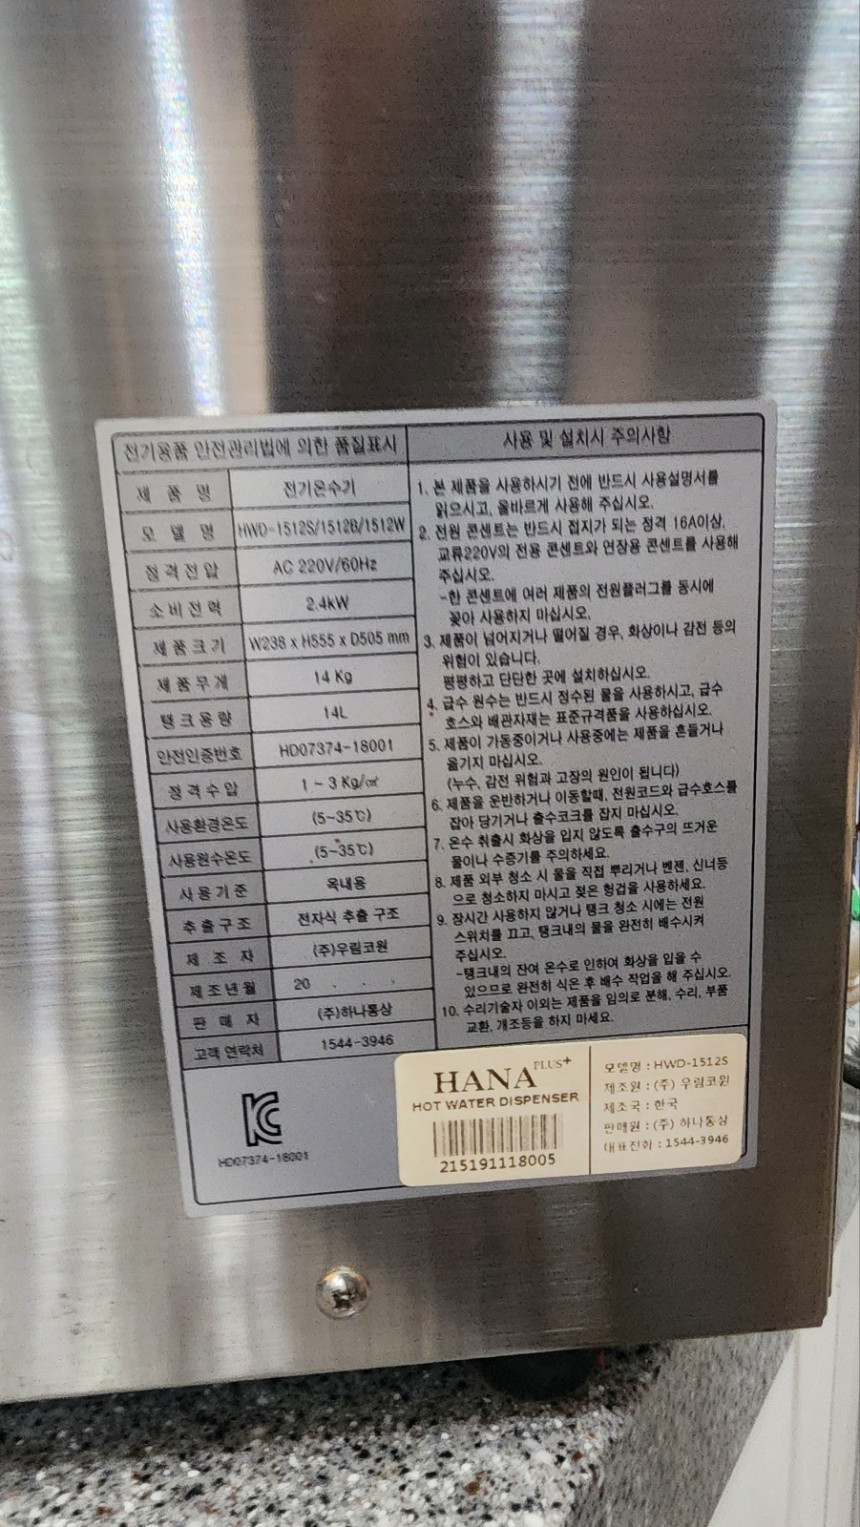 전기용품 안전관리법에 의한 품질표시
제 품 명 전기온수기
모 델 명 HWD-1512S/1512B/1512W
정격전압 AC 220V/60Hz
소비전력 2.4kW
제품크기 W238 x H555 x D505 mm
제품무게 14 Kg
탱크용량 14L
안전인증번호 HD07374-18001
정격수압 1 ~ 3 Kg/㎠
사용환경온도 (5~35℃)
사용원수온도 (5~35℃)
사용기준 옥내용
추출구조 전자식 추출 구조
제 조 자 (주)우림코원
제조년월 20 . . .
판 매 자 (주)하나통상
고객 연락처 1544-3946
사용 및 설치시 주의사항
1. 본 제품을 사용하시기 전에 반드시 사용설명서를
읽으시고, 올바르게 사용해 주십시오.
2. 전원 콘센트는 반드시 접지가 되는 정격 16A이상,
교류220V의 전용 콘센트와 연장용 콘센트를 사용해
주십시오.
-한 콘센트에 여러 제품의 전원플러그를 동시에
꽂아 사용하지 마십시오.
3. 제품이 넘어지거나 떨어질 경우, 화상이나 감전 등의
위험이 있습니다.
평평하고 단단한 곳에 설치하십시오.
4. 급수 원수는 반드시 정수된 물을 사용하시고, 급수
호스와 배관자재는 표준규격품을 사용하십시오.
5. 제품이 가동중이거나 사용중에는 제품을 흔들거나
옮기지 마십시오.
(누수, 감전 위험과 고장의 원인이 됩니다)
6. 제품을 운반하거나 이동할때, 전원코드와 급수호스를
잡아 당기거나 출수코크를 잡지 마십시오.
7. 온수 취출시 화상을 입지 않도록 출수구의 뜨거운
물이나 수증기를 주의하세요.
8. 제품 외부 청소 시 물을 직접 뿌리거나 벤젠, 신너등
으로 청소하지 마시고 젖은 헝겁을 사용하세요.
9. 장시간 사용하지 않거나 탱크 청소 시에는 전원
스위치를 끄고, 탱크내의 물을 완전히 배수시켜
주십시오.
-탱크내의 잔여 온수로 인하여 화상을 입을 수
있으므로 완전히 식은 후 배수 작업을 해 주십시오.
10. 수리기술자 이외는 제품을 임의로 분해, 수리, 부품
교환, 개조등을 하지 마세요.
HD07374-18001
HANA PLUS+
HOT WATER DISPENSER
215191118005
모델명 : HWD-1512S
제조원 : (주) 우림코원
제조국 : 한국
판매원 : (주) 하나통상
대표전화 : 1544-3946